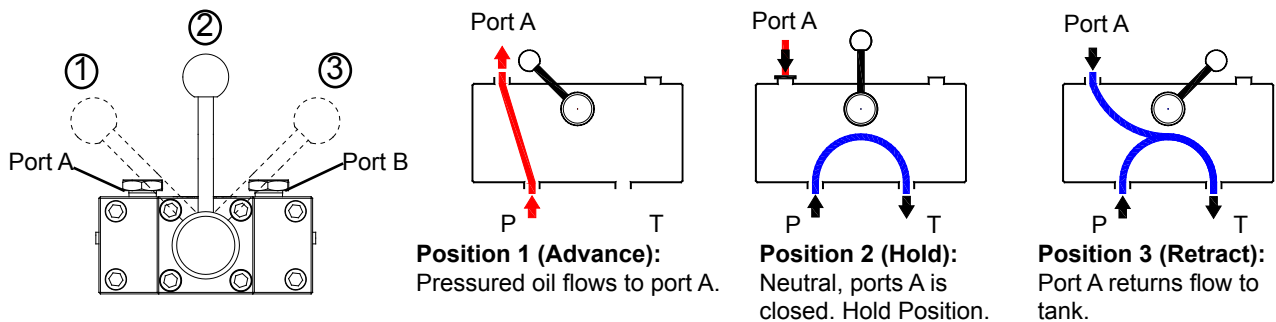 ②
①
③
Port A
Port B
Port A
P
T
Position 1 (Advance):
Pressured oil flows to port A.
Port A
P
T
Position 2 (Hold):
Neutral, ports A is
closed. Hold Position.
Port A
P
T
Position 3 (Retract):
Port A returns flow to
tank.